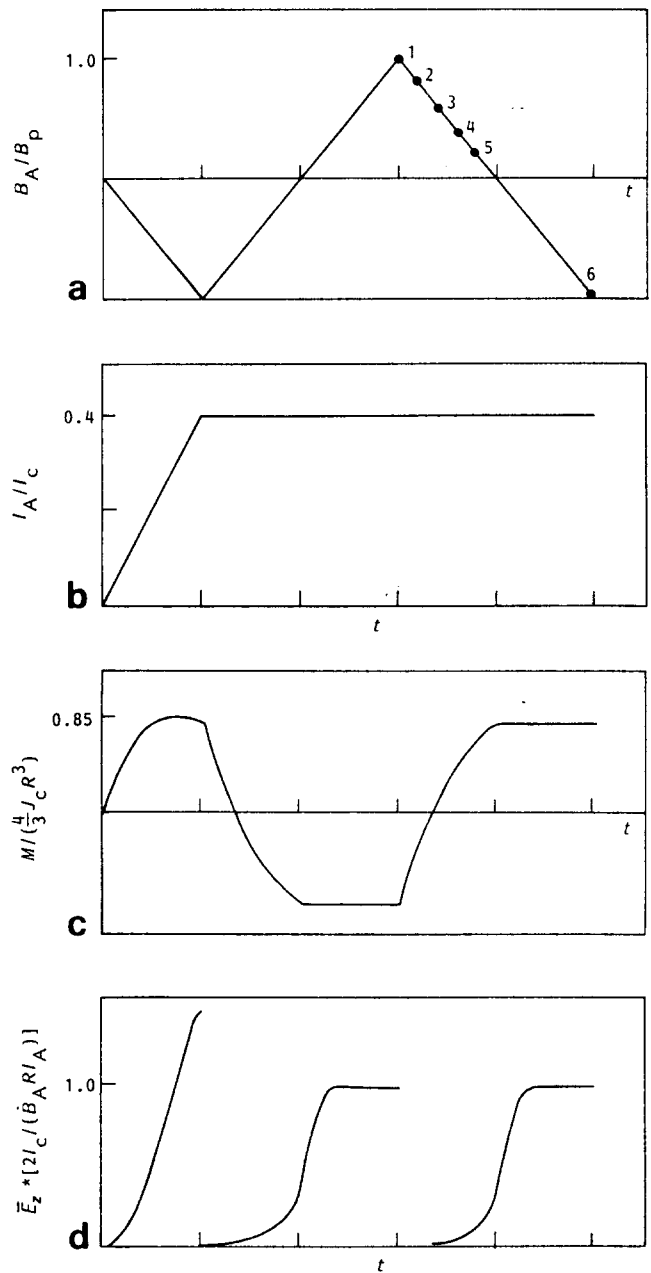 1.0
1
2
3
4
5
6
B_A/B_p
t
a
0.4
I_A/I_c
b
t
0.85
M/(4/3 J_c R^3)
t
c
1.0
Ē_z *[2I_c/(Ḃ_A RI_A)]
d
t